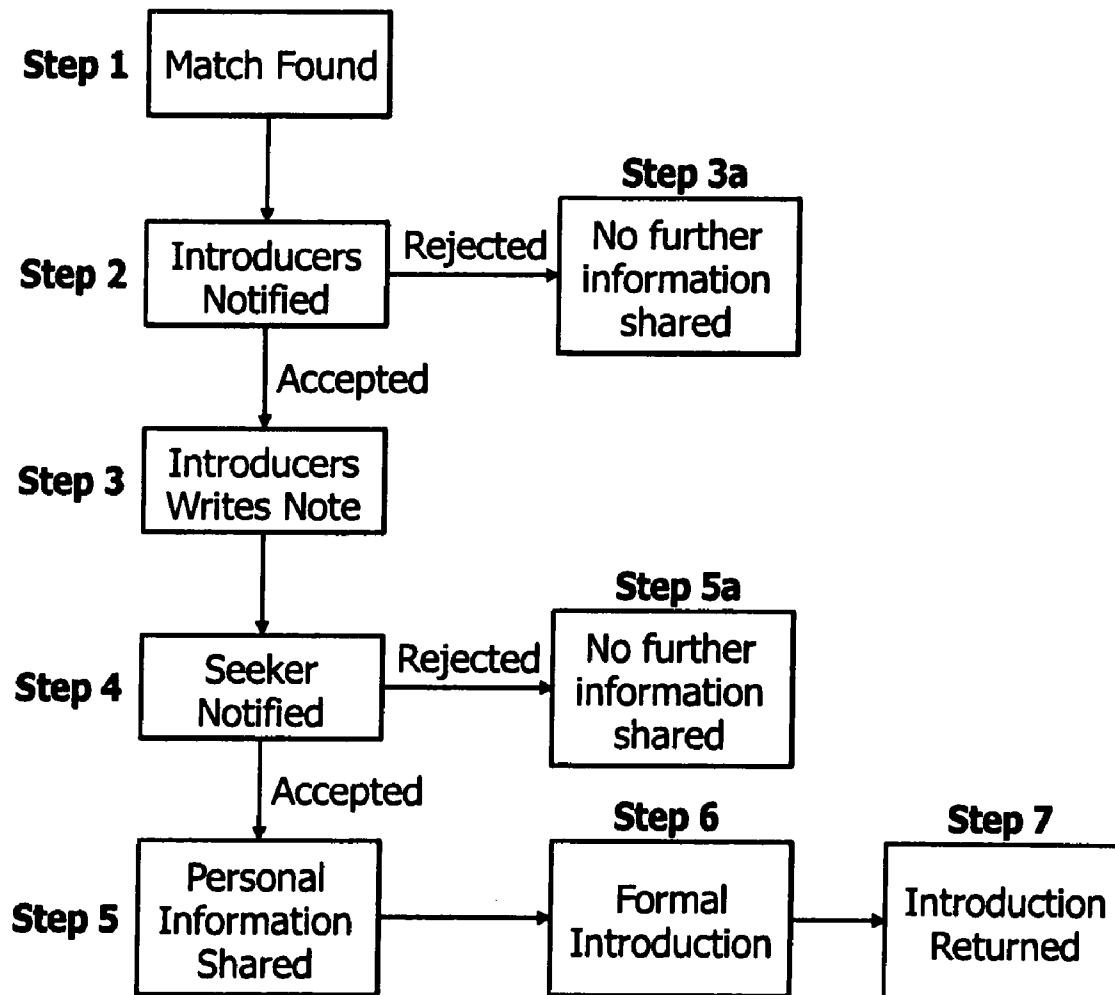 Step 1
Match Found
Step 3a
Step 2
Introducers
Notified
Rejected
No further
information
shared
Accepted
Step 3
Introducers
Writes Note
Step 5a
Step 4
Seeker
Notified
Rejected
No further
information
shared
Accepted
Step 6
Step 7
Step 5
Personal
Information
Shared
Formal
Introduction
Introduction
Returned